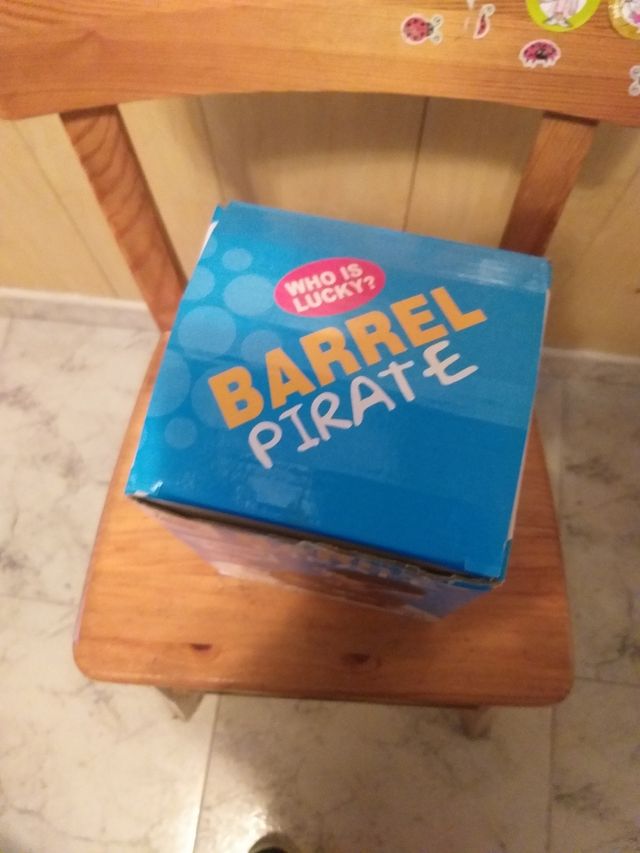 WHO IS
LUCKY?
BARREL
PIRATE